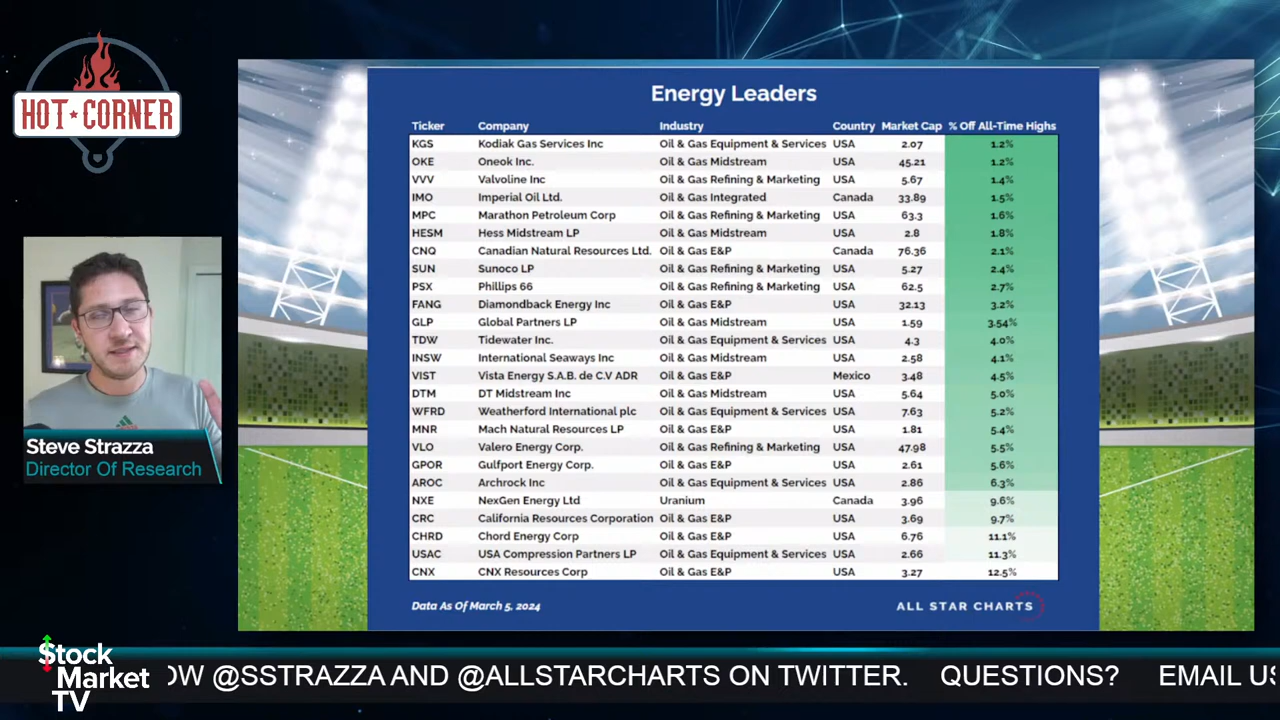 HOT★CORNER
Energy Leaders
Ticker Company Industry Country Market Cap % Off All-Time Highs
KGS Kodiak Gas Services Inc Oil & Gas Equipment & Services USA 2.07 1.2%
OKE Oneok Inc. Oil & Gas Midstream USA 45.21 1.2%
VVV Valvoline Inc Oil & Gas Refining & Marketing USA 5.67 1.4%
IMO Imperial Oil Ltd. Oil & Gas Integrated Canada 33.89 1.5%
MPC Marathon Petroleum Corp Oil & Gas Refining & Marketing USA 63.3 1.6%
HESM Hess Midstream LP Oil & Gas Midstream USA 2.8 1.8%
CNQ Canadian Natural Resources Ltd. Oil & Gas E&P Canada 76.36 2.1%
SUN Sunoco LP Oil & Gas Refining & Marketing USA 5.27 2.4%
PSX Phillips 66 Oil & Gas Refining & Marketing USA 62.5 2.7%
FANG Diamondback Energy Inc Oil & Gas E&P USA 32.13 3.2%
GLP Global Partners LP Oil & Gas Midstream USA 1.59 3.54%
TDW Tidewater Inc. Oil & Gas Equipment & Services USA 4.3 4.0%
INSW International Seaways Inc Oil & Gas Midstream USA 2.58 4.1%
VIST Vista Energy S.A.B. de C.V ADR Oil & Gas E&P Mexico 3.48 4.5%
DTM DT Midstream Inc Oil & Gas Midstream USA 5.64 5.0%
WFRD Weatherford International plc Oil & Gas Equipment & Services USA 7.63 5.2%
MNR Mach Natural Resources LP Oil & Gas E&P USA 1.81 5.4%
VLO Valero Energy Corp. Oil & Gas Refining & Marketing USA 47.98 5.5%
GPOR Gulfport Energy Corp. Oil & Gas E&P USA 2.61 5.6%
AROC Archrock Inc Oil & Gas Equipment & Services USA 2.86 6.3%
NXE NexGen Energy Ltd Uranium Canada 3.96 9.6%
CRC California Resources Corporation Oil & Gas E&P USA 3.69 9.7%
CHRD Chord Energy Corp Oil & Gas E&P USA 6.76 11.1%
USAC USA Compression Partners LP Oil & Gas Equipment & Services USA 2.66 11.3%
CNX CNX Resources Corp Oil & Gas E&P USA 3.27 12.5%
Data As Of March 5, 2024
ALL STAR CHARTS
Steve Strazza
Director Of Research
$tock
Market
TV
OW @SSTRAZZA AND @ALLSTARCHARTS ON TWITTER. QUESTIONS? EMAIL US